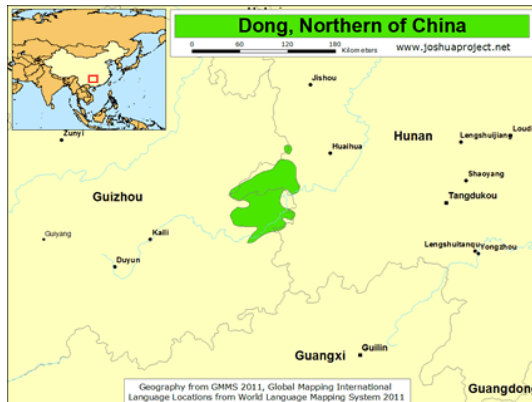 Dong, Northern of China
0 60 120 180
Kilometers
www.joshuaproject.net
Jishou
Zunyi
Hunan
Lengshuijiang
Loudi
Huaihua
Shaoyang
Guizhou
Tangdukou
Guiyang
Kaili
Lengshuitanqu
Yongzhou
Duyun
Guilin
Guangxi
Guangdong
Geography from GMMS 2011, Global Mapping International
Language Locations from World Language Mapping System 2011